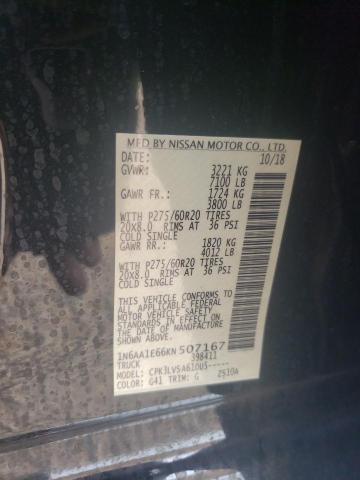 MFD BY NISSAN MOTOR CO., LTD.
DATE: 10/18
GVWR: 3221 KG
7100 LB
GAWR FR.: 1724 KG
3800 LB
WITH P275/60R20 TIRES
20X8.0 RIMS AT 36 PSI
COLD SINGLE
GAWR RR.: 1820 KG
4012 LB
WITH P275/60R20 TIRES
20X8.0 RIMS AT 36 PSI
COLD SINGLE
THIS VEHICLE CONFORMS TO ALL
APPLICABLE FEDERAL MOTOR
VEHICLE SAFETY STANDARDS IN
EFFECT ON THE DATE OF MANUFACTURE
SHOWN ABOVE.
1N6AA1E66KN507167
TRUCK 398411
COLOR: G41 TRIM: G